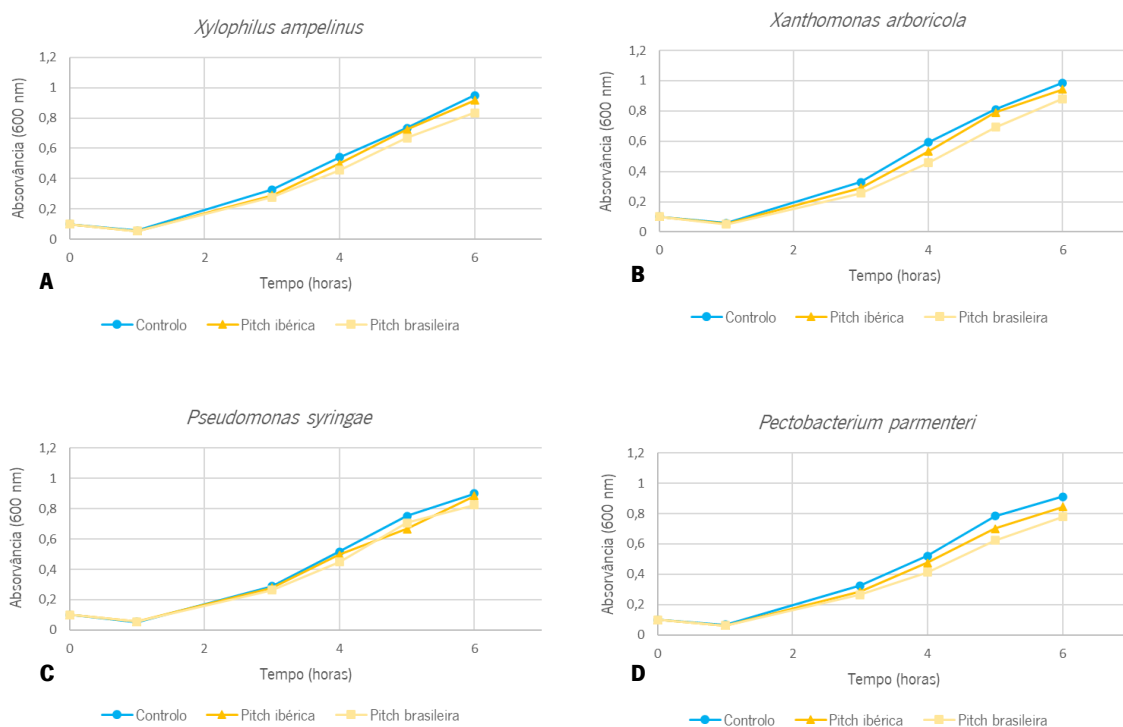 Xylophilus ampelinus
1,2
1
0,8
0,6
0,4
0,2
0
Absorvância (600 nm)
0 2 4 6
Tempo (horas)
A
Controlo Pitch ibérica Pitch brasileira
Xanthomonas arboricola
1,2
1
0,8
0,6
0,4
0,2
0
Absorvância (600 nm)
0 2 4 6
Tempo (horas)
B
Controlo Pitch ibérica Pitch brasileira
Pseudomonas syringae
1,2
1
0,8
0,6
0,4
0,2
0
Absorvância (600 nm)
0 2 4 6
Tempo (horas)
C
Controlo Pitch ibérica Pitch brasileira
Pectobacterium parmenteri
1,2
1
0,8
0,6
0,4
0,2
0
Absorvância (600 nm)
0 2 4 6
Tempo (horas)
D
Controlo Pitch ibérica Pitch brasileira